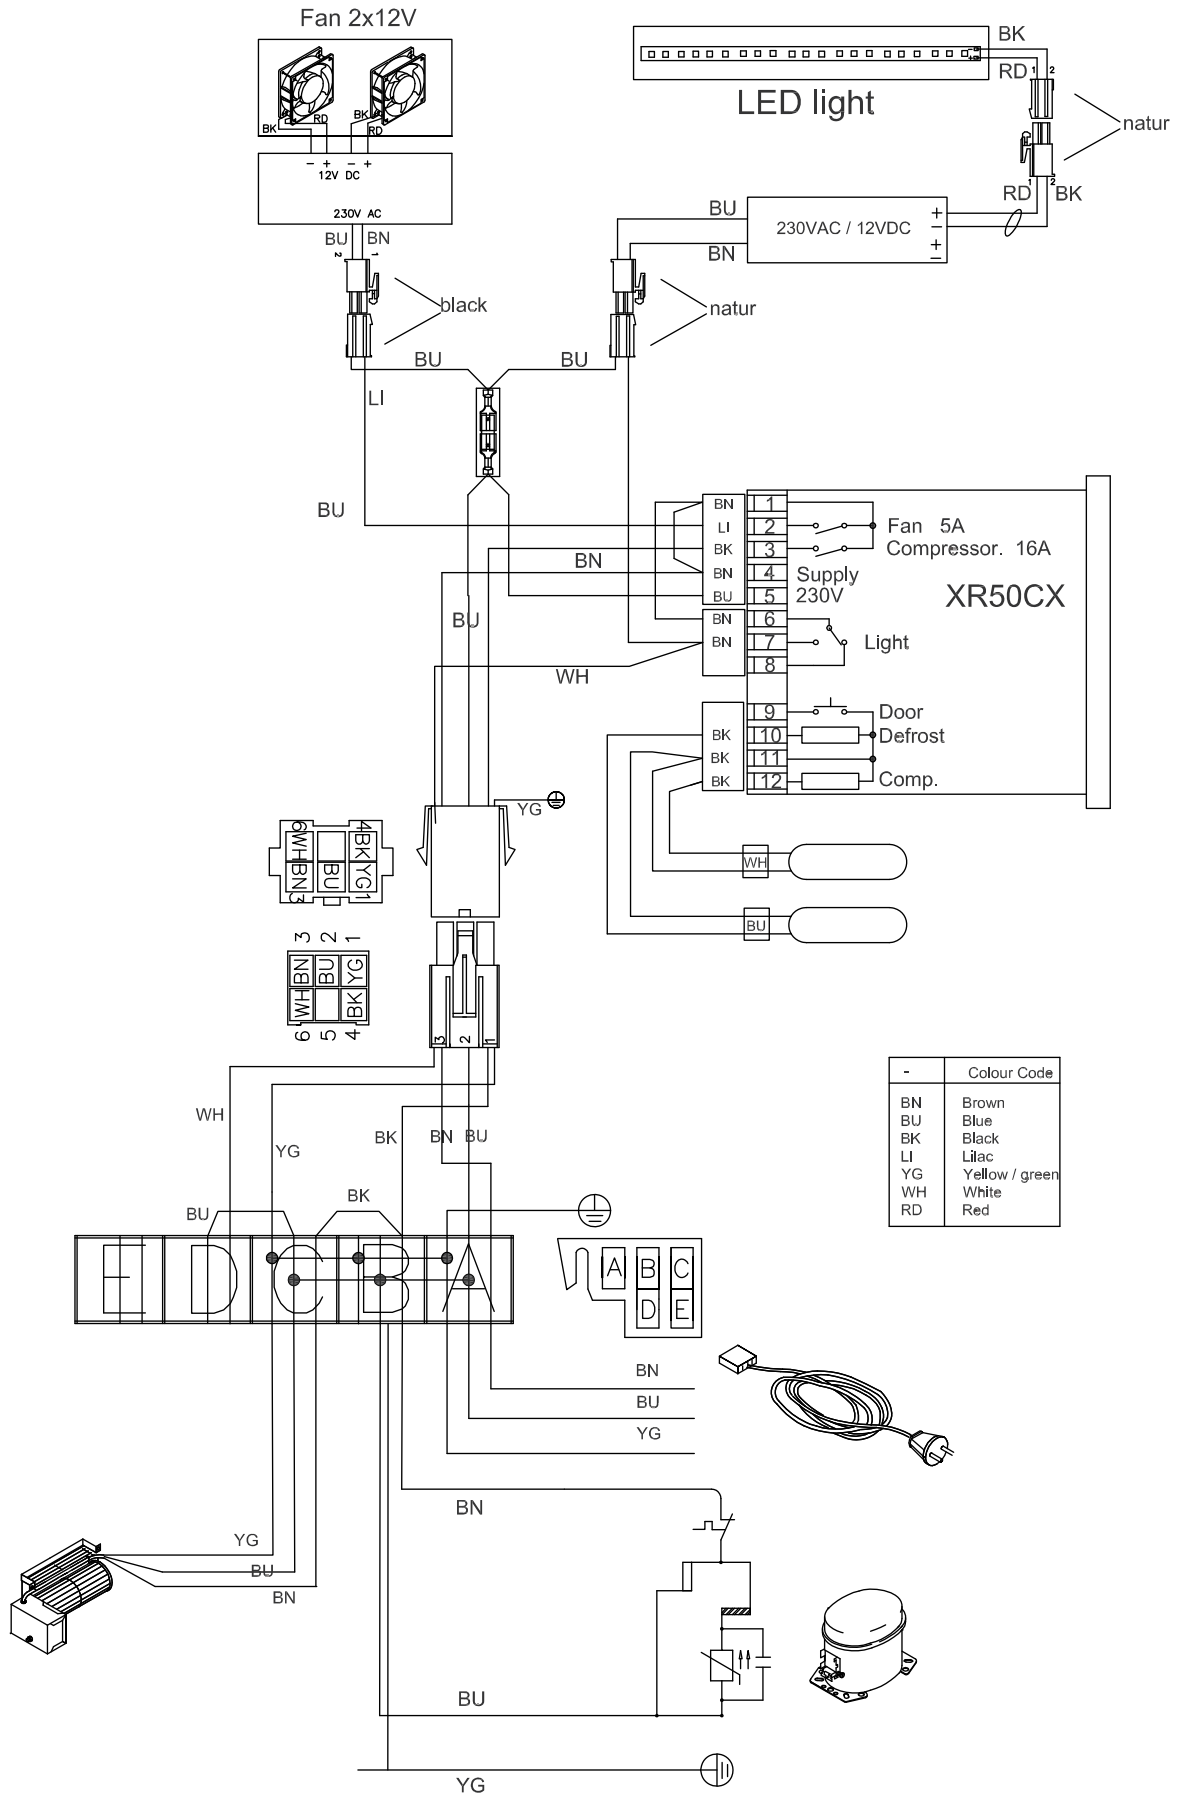 Fan 2x12V
BK
RD
BK
RD
- + - +
12V DC
230V AC
BU BN
2 1
black
BU
LI
BU
BK
RD
1 2
LED light
natur
1 2
RD BK
BU
BN
230VAC / 12VDC
+
-
+
-
natur
BU
BN 1
LI 2 Fan 5A
BK 3 Compressor. 16A
BN
BN 4 Supply
BU 5 230V
XR50CX
BU
BN 6
BN 7 Light
8
WH
9 Door
BK 10 Defrost
BK 11
BK 12 Comp.
YG
WH
BU
6 4
WH BK
BN BU YG
3 1
3 2 1
BN BU YG
WH BK
6 5 4
3 2 1
- Colour Code
BN Brown
BU Blue
BK Black
LI Lilac
YG Yellow / green
WH White
RD Red
WH
YG
BK
BN
BU
BU
BK
E D C B A
A B C
D E
BN
BU
YG
BN
YG
BU
BN
BU
YG